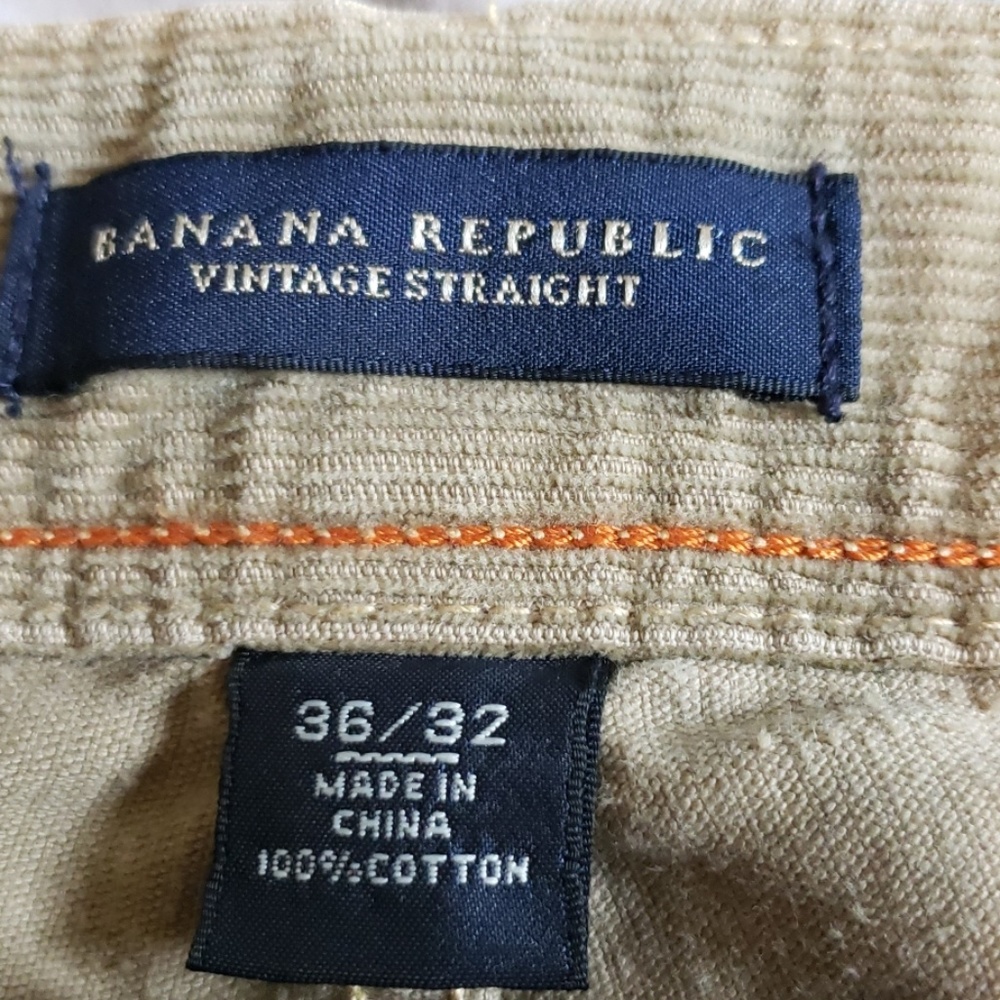 BANANA REPUBLIC
VINTAGE STRAIGHT
36/32
MADE IN
CHINA
100%COTTON